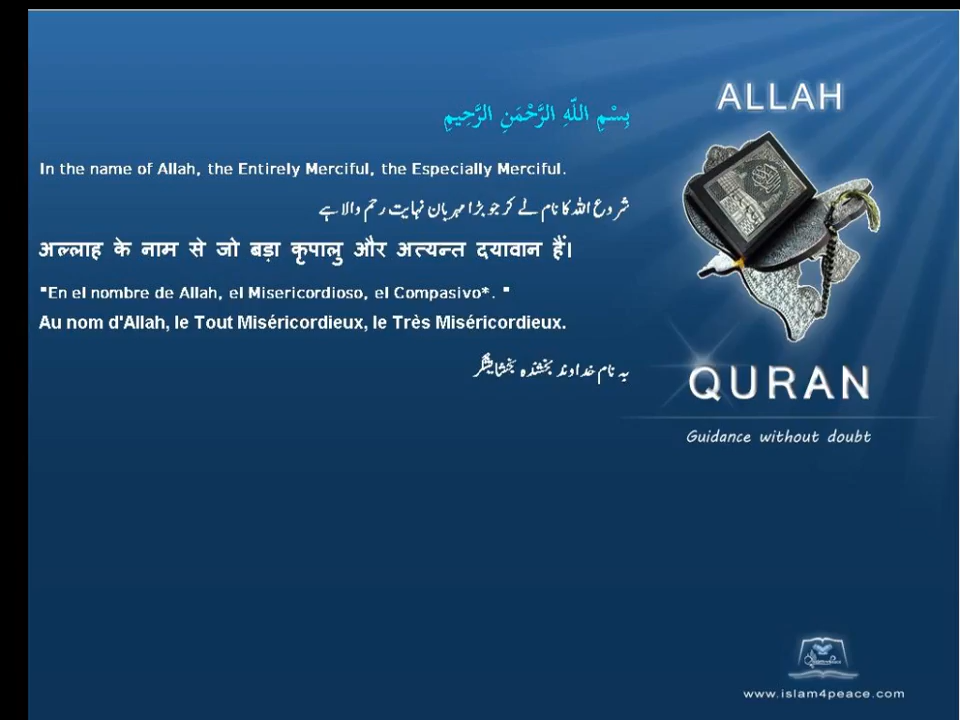 بِسْمِ اللَّهِ الرَّحْمَنِ الرَّحِيمِ
In the name of Allah, the Entirely Merciful, the Especially Merciful.
شروع الله کا نام لے کر جو بڑا مہربان نہایت رحم والا ہے
अल्लाह के नाम से जो बड़ा कृपालु और अत्यन्त दयावान हैं।
"En el nombre de Allah, el Misericordioso, el Compasivo*. "
Au nom d'Allah, le Tout Miséricordieux, le Très Miséricordieux.
به نام خداوند بخشنده بخشایشگر
ALLAH
QURAN
Guidance without doubt
www.islam4peace.com